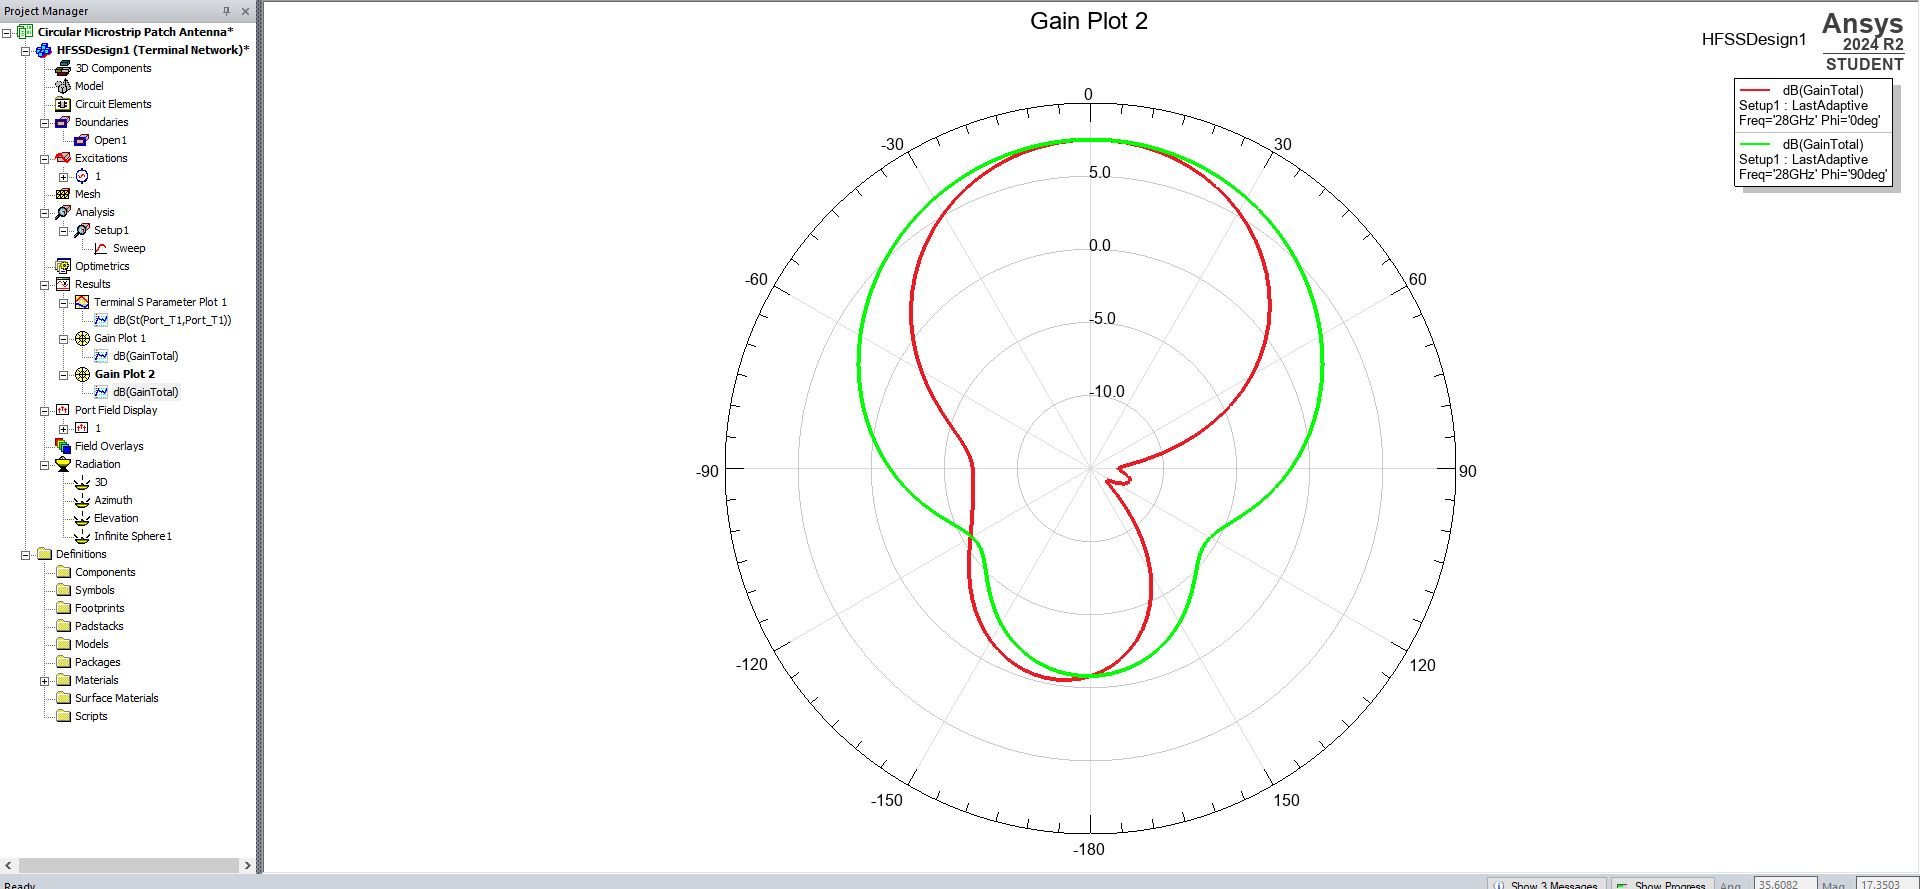 Project Manager
Circular Microstrip Patch Antenna*
HFSSDesign1 (Terminal Network)*
3D Components
Model
Circuit Elements
Boundaries
Open1
Excitations
1
Mesh
Analysis
Setup1
Sweep
Optimetrics
Results
Terminal S Parameter Plot 1
dB(St(Port_T1,Port_T1))
Gain Plot 1
dB(GainTotal)
Gain Plot 2
dB(GainTotal)
Port Field Display
1
Field Overlays
Radiation
3D
Azimuth
Elevation
Infinite Sphere1
Definitions
Components
Symbols
Footprints
Padstacks
Models
Packages
Materials
Surface Materials
Scripts
Gain Plot 2
HFSSDesign1
Ansys
2024 R2
STUDENT
dB(GainTotal)
Setup1 : LastAdaptive
Freq='28GHz' Phi='0deg'
dB(GainTotal)
Setup1 : LastAdaptive
Freq='28GHz' Phi='90deg'
0
-30
30
5.0
0.0
-60
60
-5.0
-10.0
-90
90
-120
120
-150
150
-180
Ready
Show 3 Messages
Show Progress
Ang
35.6082
Mag
17.3503